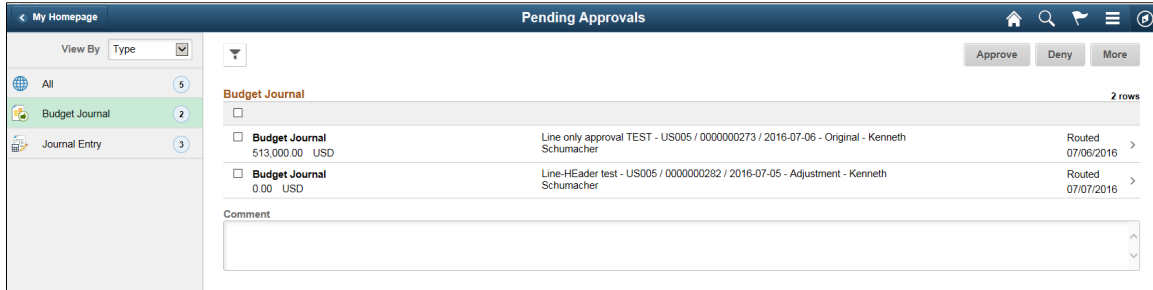 My Homepage
Pending Approvals
View By Type
All 5
Budget Journal 2
Journal Entry 3
Approve Deny More
Budget Journal
2 rows
Budget Journal
513,000.00 USD
Line only approval TEST - US005 / 0000000273 / 2016-07-06 - Original - Kenneth
Schumacher
Routed
07/06/2016
Budget Journal
0.00 USD
Line-HEader test - US005 / 0000000282 / 2016-07-05 - Adjustment - Kenneth
Schumacher
Routed
07/07/2016
Comment